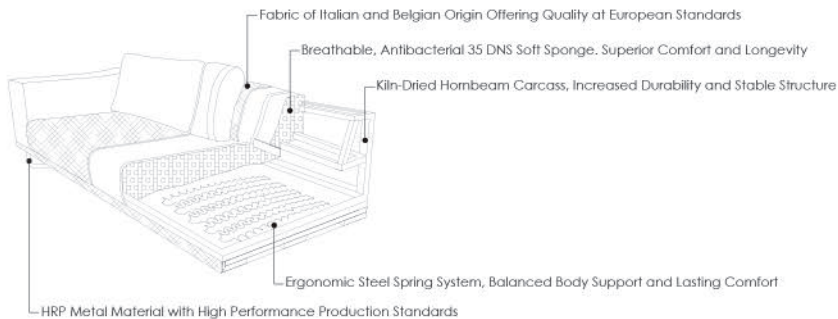 Fabric of Italian and Belgian Origin Offering Quality at European Standards
Breathable, Antibacterial 35 DNS Soft Sponge. Superior Comfort and Longevity
Kiln-Dried Hornbeam Carcass, Increased Durability and Stable Structure
Ergonomic Steel Spring System, Balanced Body Support and Lasting Comfort
HRP Metal Material with High Performance Production Standards